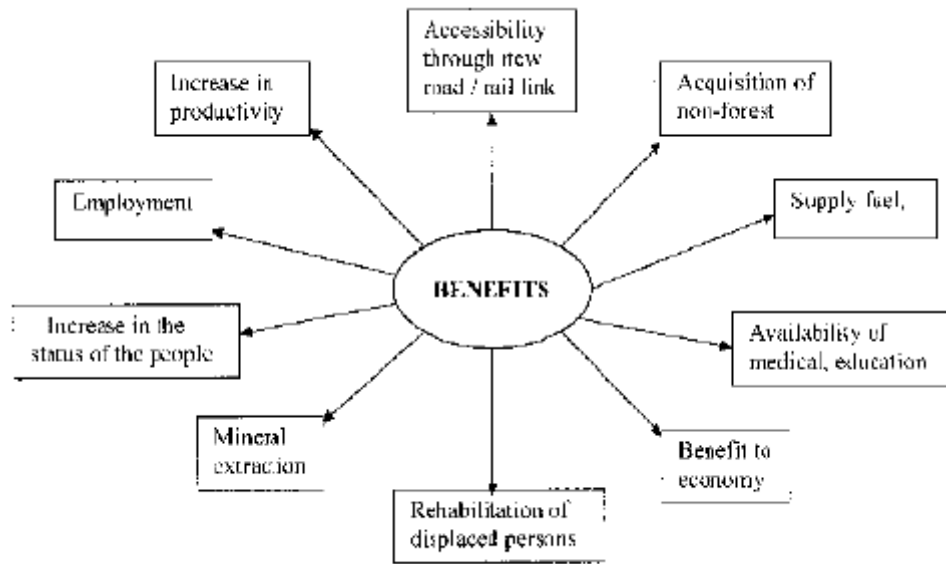 Accessibility
through new
road / rail link
Increase in
productivity
Acquisition of
non-forest
Employment
Supply fuel,
BENEFITS
Increase in the
status of the people
Availability of
medical, education
Mineral
extraction
Benefit to
economy
Rehabilitation of
displaced persons